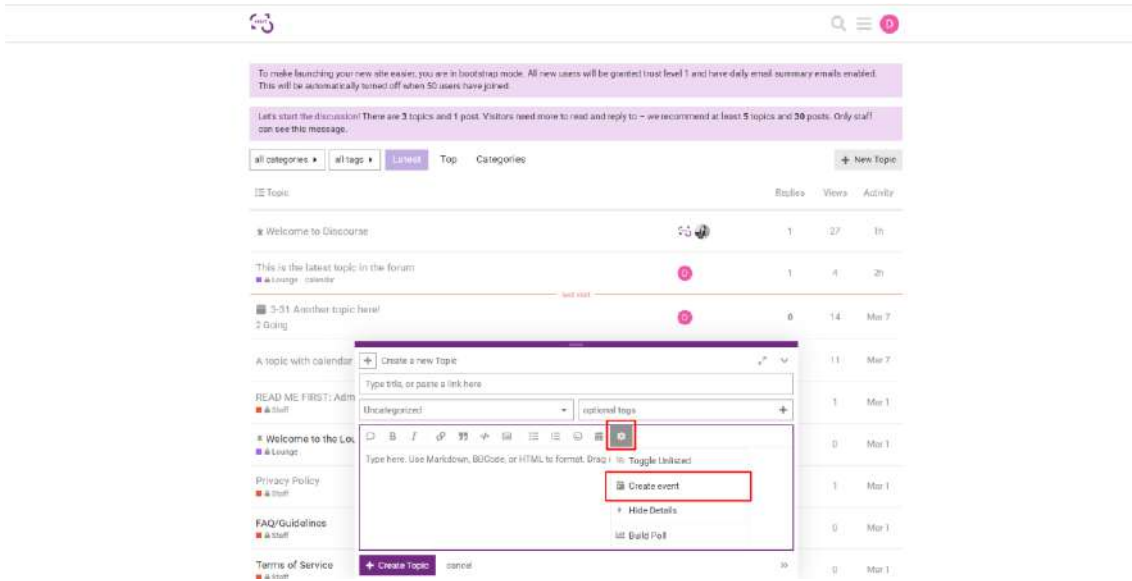 D
To make launching your new site easier, you are in bootstrap mode. All new users will be granted trust level 1 and have daily email summary emails enabled.
This will be automatically turned off when 50 users have joined.
Let's start the discussion! There are 3 topics and 1 post. Visitors need more to read and reply to – we recommend at least 5 topics and 30 posts. Only staff
can see this message.
all categories
all tags
Latest
Top
Categories
+ New Topic
Topic
Replies
Views
Activity
Welcome to Discourse
1
27
1h
This is the latest topic in the forum
Lounge calendar
D
1
4
2h
last visit
3-31 Another topic here!
2 Going
D
0
14
Mar 7
A topic with calendar
11
Mar 7
READ ME FIRST: Adm
Staff
1
Mar 1
Welcome to the Lou
Lounge
0
Mar 1
Privacy Policy
Staff
1
Mar 1
FAQ/Guidelines
Staff
0
Mar 1
Terms of Service
Staff
0
Mar 1
+ Create a new Topic
Type title, or paste a link here
Uncategorized
optional tags
+
B I
Type here. Use Markdown, BBCode, or HTML to format. Drag
Toggle Unlisted
Create event
Hide Details
Build Poll
+ Create Topic
cancel